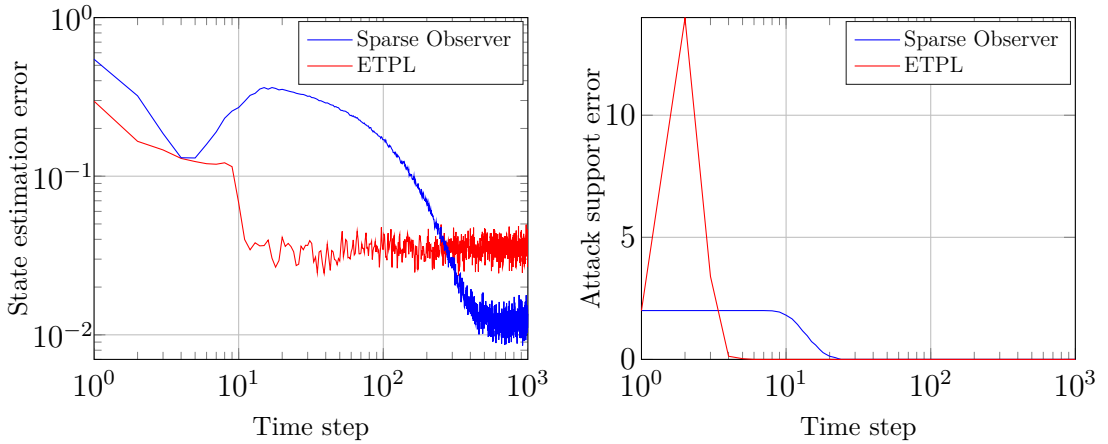 State estimation error
10^0
10^{-1}
10^{-2}
Sparse Observer
ETPL
10^0 10^1 10^2 10^3
Time step
Attack support error
10
5
0
Sparse Observer
ETPL
10^0 10^1 10^2 10^3
Time step